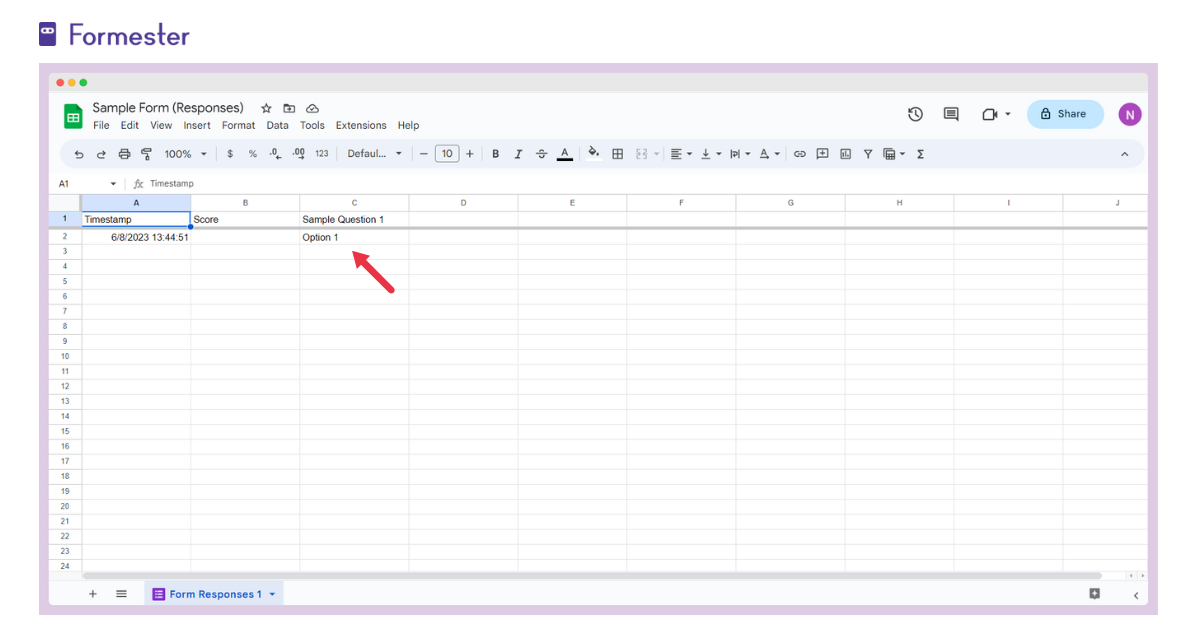 Formester
Sample Form (Responses)
File Edit View Insert Format Data Tools Extensions Help
Share
N
100% $ % .0 .00 123 Defaul... − 10 + B I A Σ
A1 fx Timestamp
A B C D E F G H I J
1 Timestamp Score Sample Question 1
2 6/8/2023 13:44:51 Option 1
3
4
5
6
7
8
9
10
11
12
13
14
15
16
17
18
19
20
21
22
23
24
+ Form Responses 1